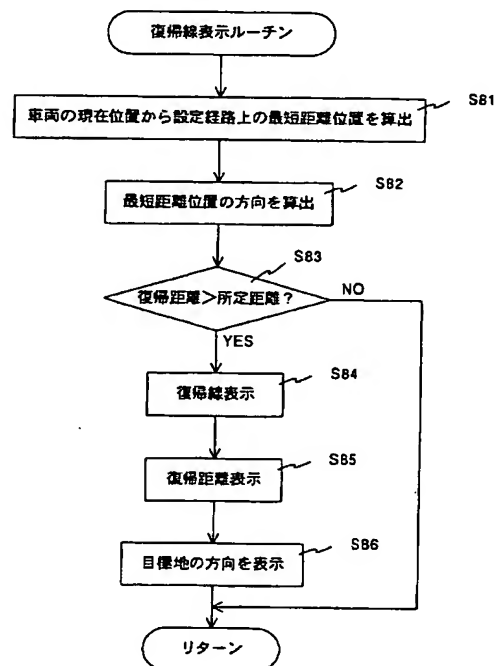 復帰線表示ルーチン
S81
車両の現在位置から設定経路上の最短距離位置を算出
S82
最短距離位置の方向を算出
S83
復帰距離>所定距離?
NO
YES
S84
復帰線表示
S85
復帰距離表示
S86
目標地の方向を表示
リターン